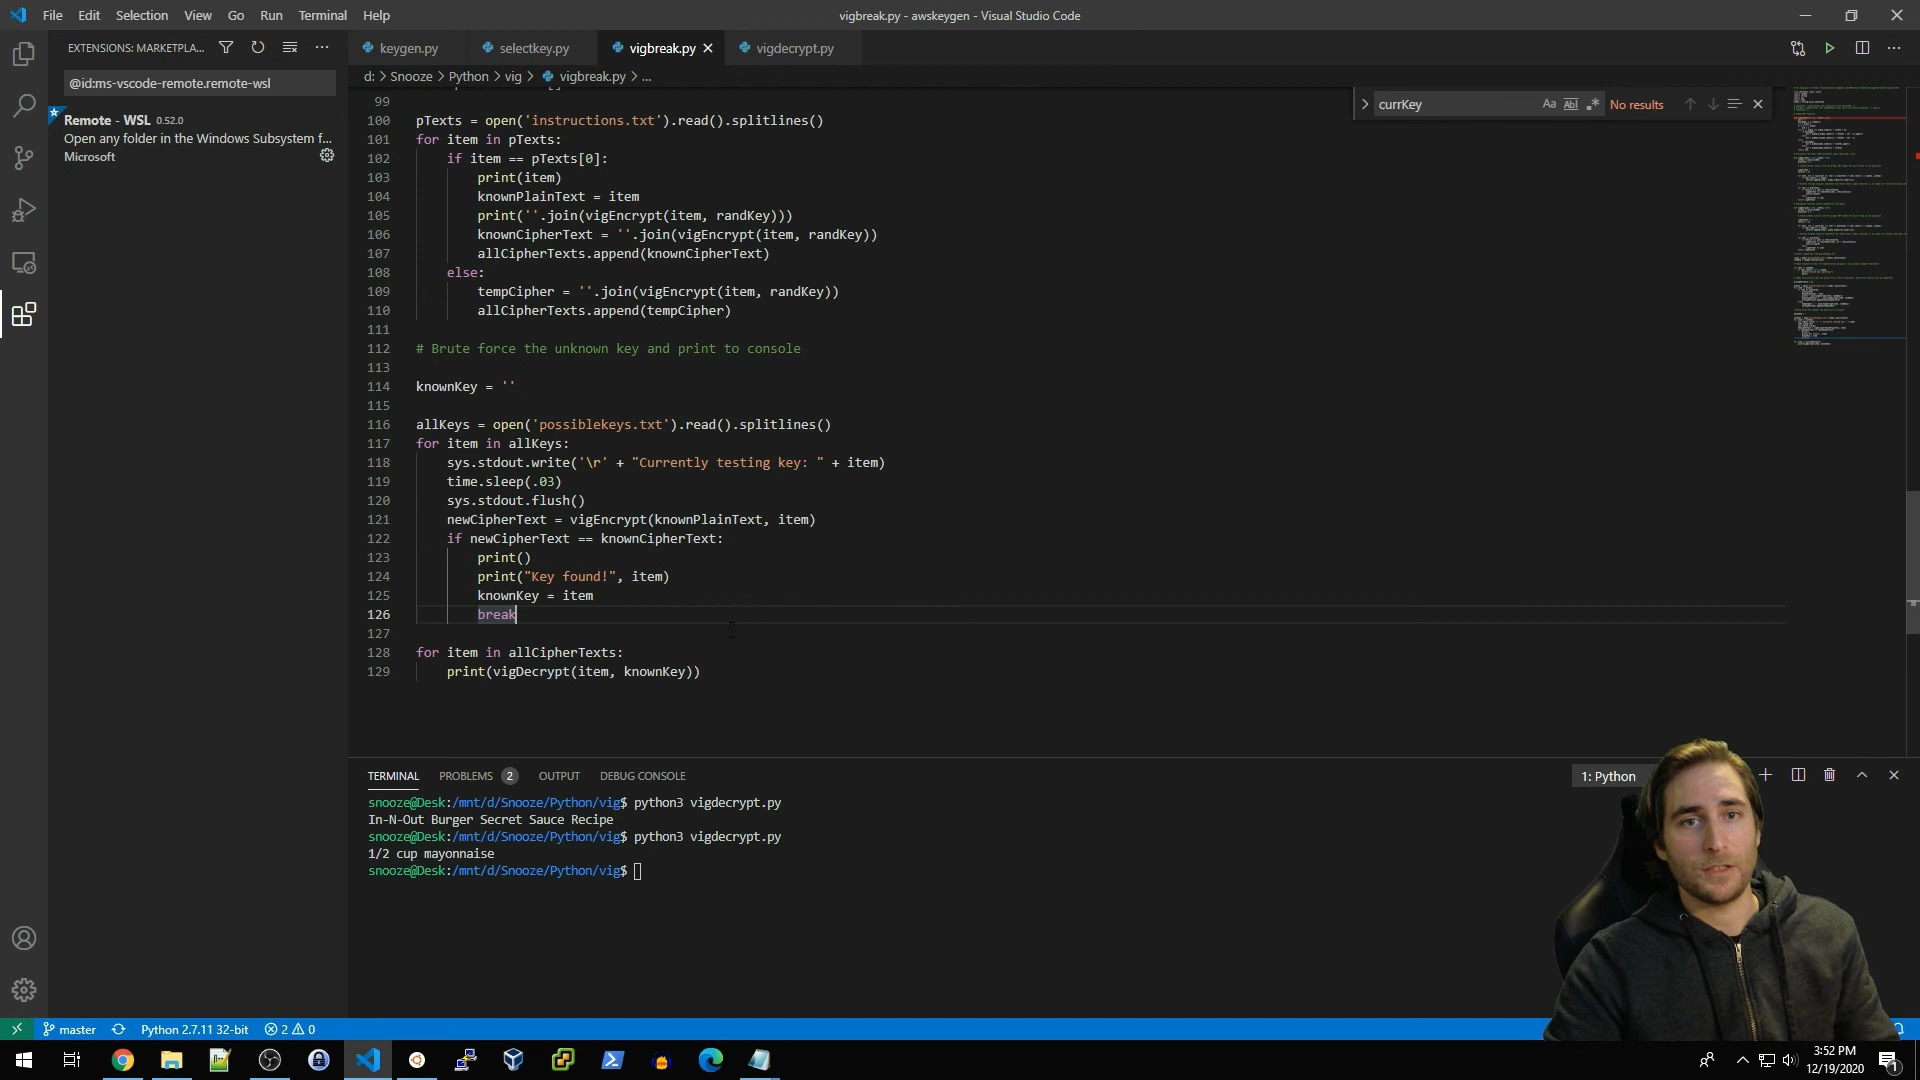 File Edit Selection View Go Run Terminal Help
vigbreak.py - awskeygen - Visual Studio Code
EXTENSIONS: MARKETPLA...
keygen.py
selectkey.py
vigbreak.py
vigdecrypt.py
@id:ms-vscode-remote.remote-wsl
d: > Snooze > Python > vig > vigbreak.py > ...
Remote - WSL 0.52.0
Open any folder in the Windows Subsystem f...
Microsoft
currKey
Aa Abl .* No results
99
100 pTexts = open('instructions.txt').read().splitlines()
101 for item in pTexts:
102 if item == pTexts[0]:
103 print(item)
104 knownPlainText = item
105 print(''.join(vigEncrypt(item, randKey)))
106 knownCipherText = ''.join(vigEncrypt(item, randKey))
107 allCipherTexts.append(knownCipherText)
108 else:
109 tempCipher = ''.join(vigEncrypt(item, randKey))
110 allCipherTexts.append(tempCipher)
111
112 # Brute force the unknown key and print to console
113
114 knownKey = ''
115
116 allKeys = open('possiblekeys.txt').read().splitlines()
117 for item in allKeys:
118 sys.stdout.write('\r' + "Currently testing key: " + item)
119 time.sleep(.03)
120 sys.stdout.flush()
121 newCipherText = vigEncrypt(knownPlainText, item)
122 if newCipherText == knownCipherText:
123 print()
124 print("Key found!", item)
125 knownKey = item
126 break
127
128 for item in allCipherTexts:
129 print(vigDecrypt(item, knownKey))
TERMINAL PROBLEMS 2 OUTPUT DEBUG CONSOLE
1: Python
snooze@Desk:/mnt/d/Snooze/Python/vig$ python3 vigdecrypt.py
In-N-Out Burger Secret Sauce Recipe
snooze@Desk:/mnt/d/Snooze/Python/vig$ python3 vigdecrypt.py
1/2 cup mayonnaise
snooze@Desk:/mnt/d/Snooze/Python/vig$
master Python 2.7.11 32-bit 2 0
3:52 PM
12/19/2020
1